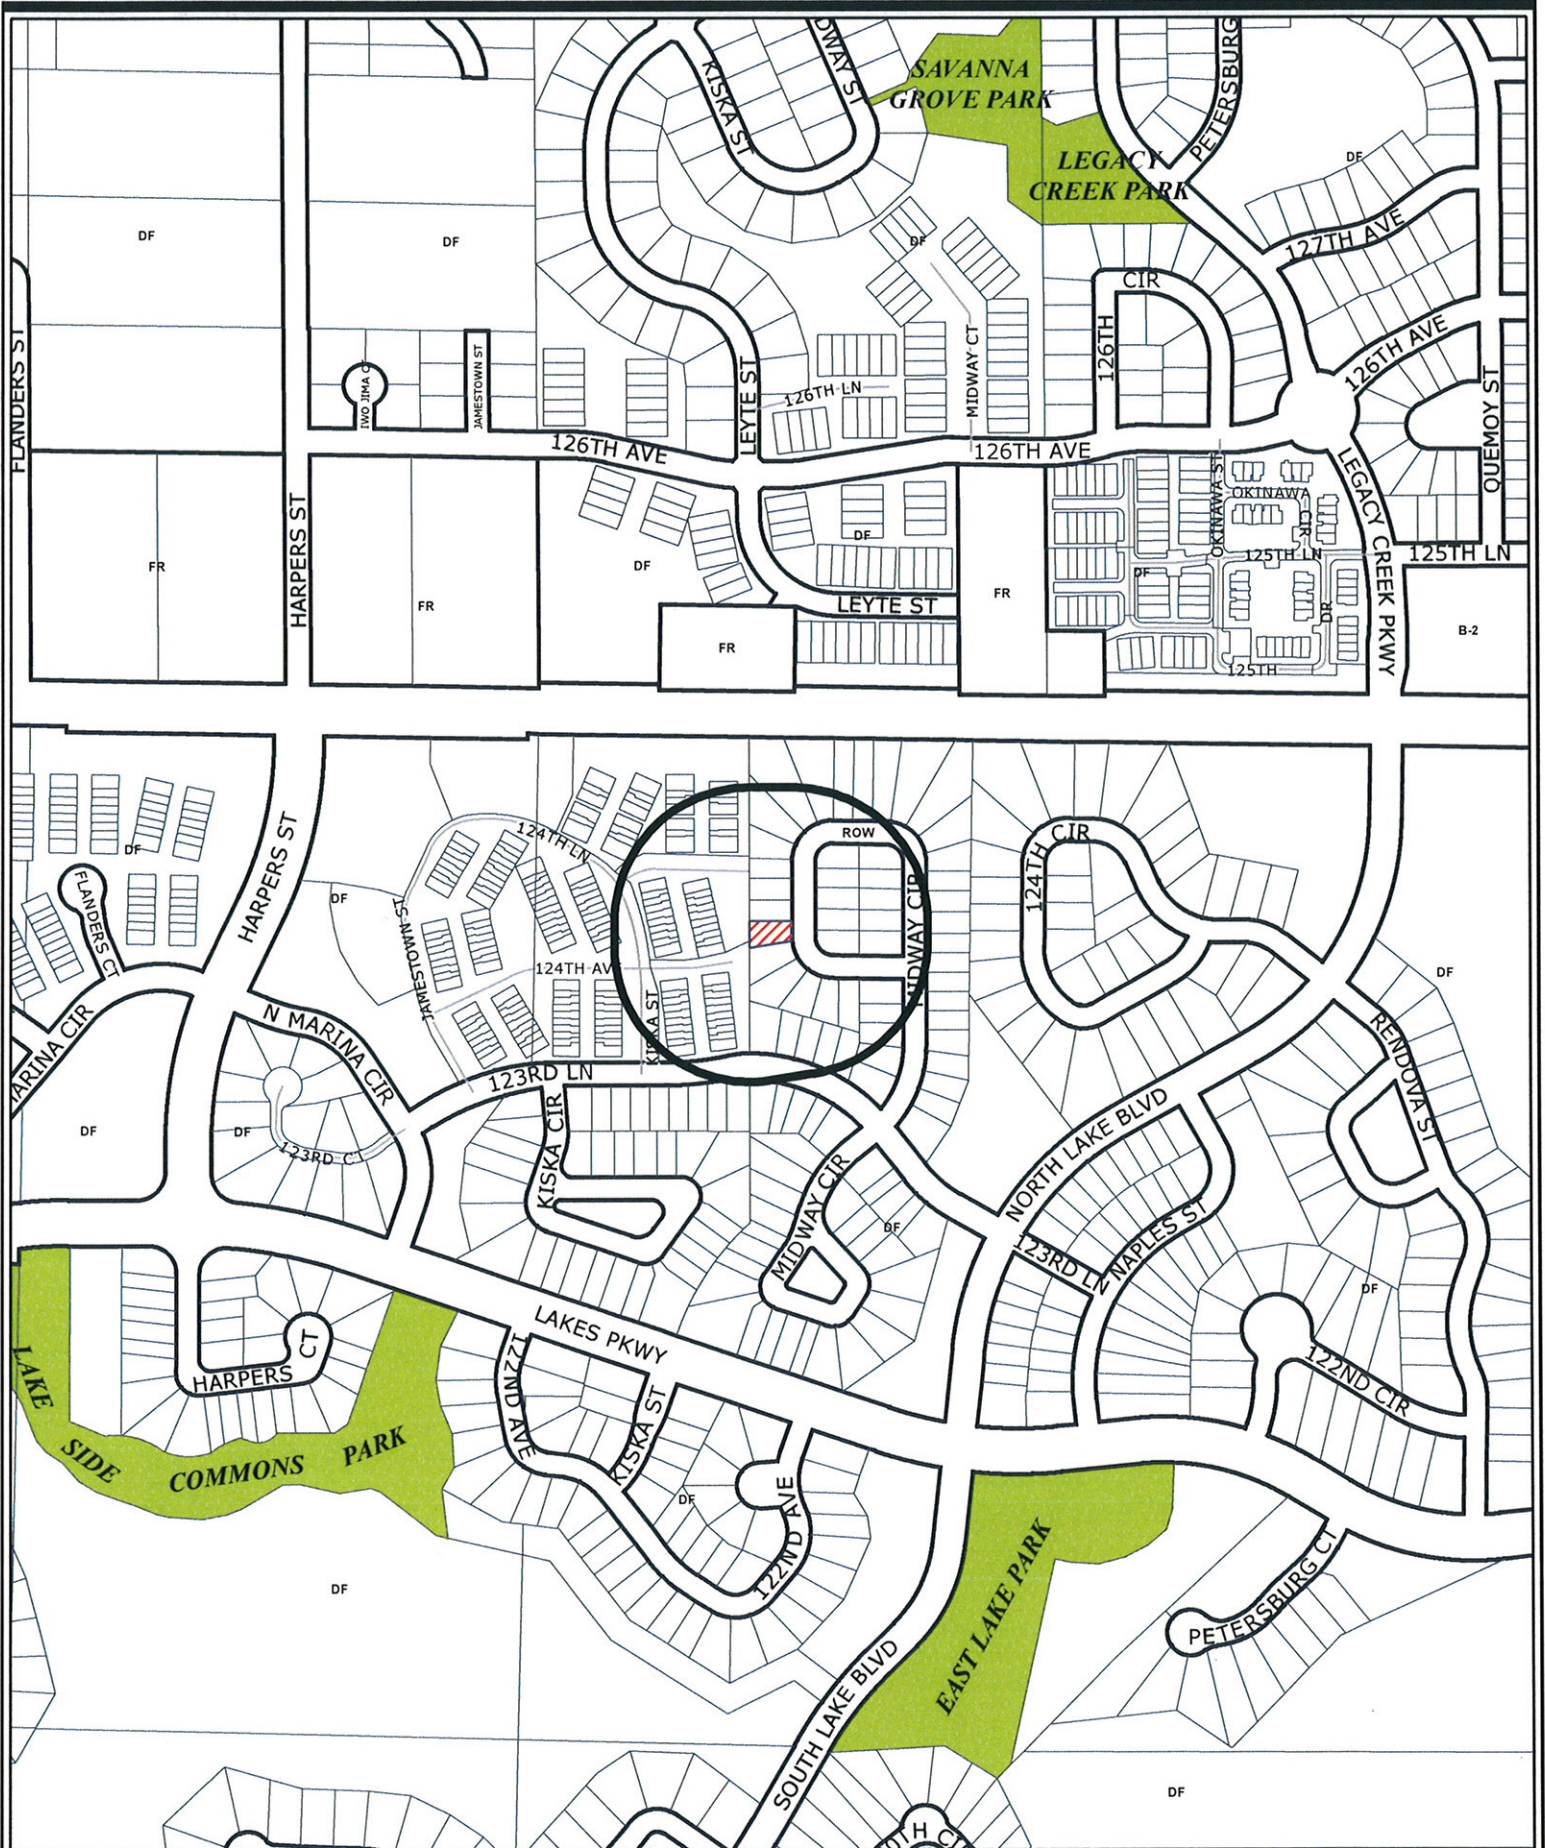 KISKA ST
SAVANNA
GROVE PARK
PETERSBURG
LEGACY
CREEK PARK
DF
DF
DF
DF
127TH AVE
CIR
126TH
126TH AVE
FLANDERS ST
IWO JIMA
JAMESTOWN ST
LEYTE ST
126TH LN
MIDWAY CT
QUEMOY ST
126TH AVE
126TH AVE
HARPERS ST
OKINAWA ST
OKINAWA
CIR
LEGACY CREEK PKWY
125TH LN
125TH LN
DF
DF
DF
FR
FR
FR
FR
LEYTE ST
DR
B-2
125TH
HARPERS ST
124TH LN
ROW
124TH
CIR
DF
FLANDERS CT
DF
JAMESTOWN ST
MIDWAY CIR
124TH AVE
KISKA ST
DF
MARINA CIR
N MARINA CIR
RENDOVA ST
123RD LN
DF
DF
123RD CT
KISKA CIR
MIDWAY CIR
DF
NORTH LAKE BLVD
123RD LN
NAPLES ST
DF
LAKES PKWY
HARPERS
CT
122ND AVE
KISKA ST
122ND CIR
LAKE
SIDE
COMMONS
PARK
DF
122ND AVE
DF
EAST LAKE PARK
PETERSBURG CT
SOUTH LAKE BLVD
DF